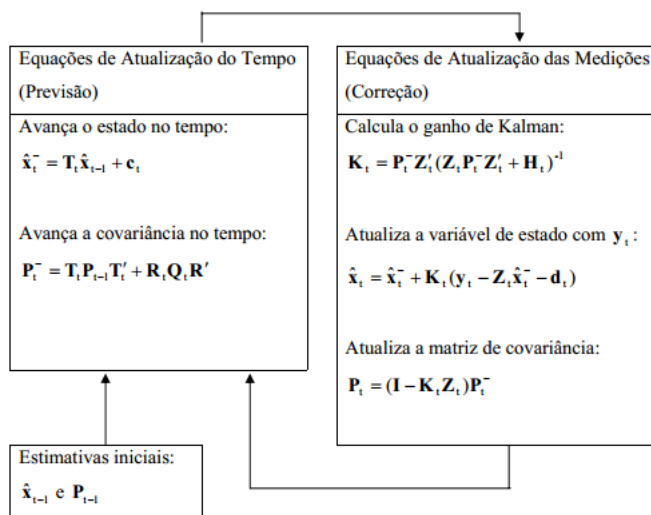 Equações de Atualização do Tempo
(Previsão)
Avança o estado no tempo:
x̂ₜ⁻ = Tₜx̂ₜ₋₁ + cₜ
Avança a covariância no tempo:
Pₜ⁻ = TₜPₜ₋₁Tₜ′ + RₜQₜR′
Equações de Atualização das Medições
(Correção)
Calcula o ganho de Kalman:
Kₜ = Pₜ⁻Zₜ′(ZₜPₜ⁻Zₜ′ + Hₜ)⁻¹
Atualiza a variável de estado com yₜ :
x̂ₜ = x̂ₜ⁻ + Kₜ(yₜ − Zₜx̂ₜ⁻ − dₜ)
Atualiza a matriz de covariância:
Pₜ = (I − KₜZₜ)Pₜ⁻
Estimativas iniciais:
x̂ₜ₋₁ e Pₜ₋₁